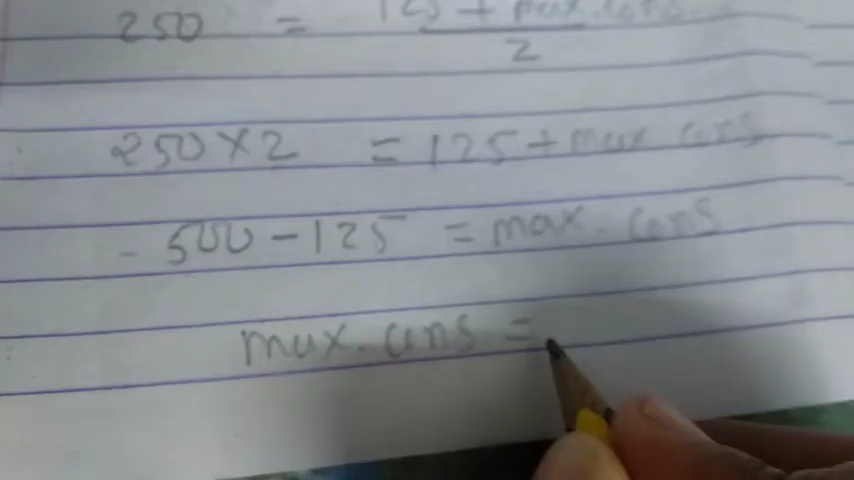 250 = 125 + max. cons.
2
250 × 2 = 125 + max cons
- 500 - 125 = max. cons
max. cons =